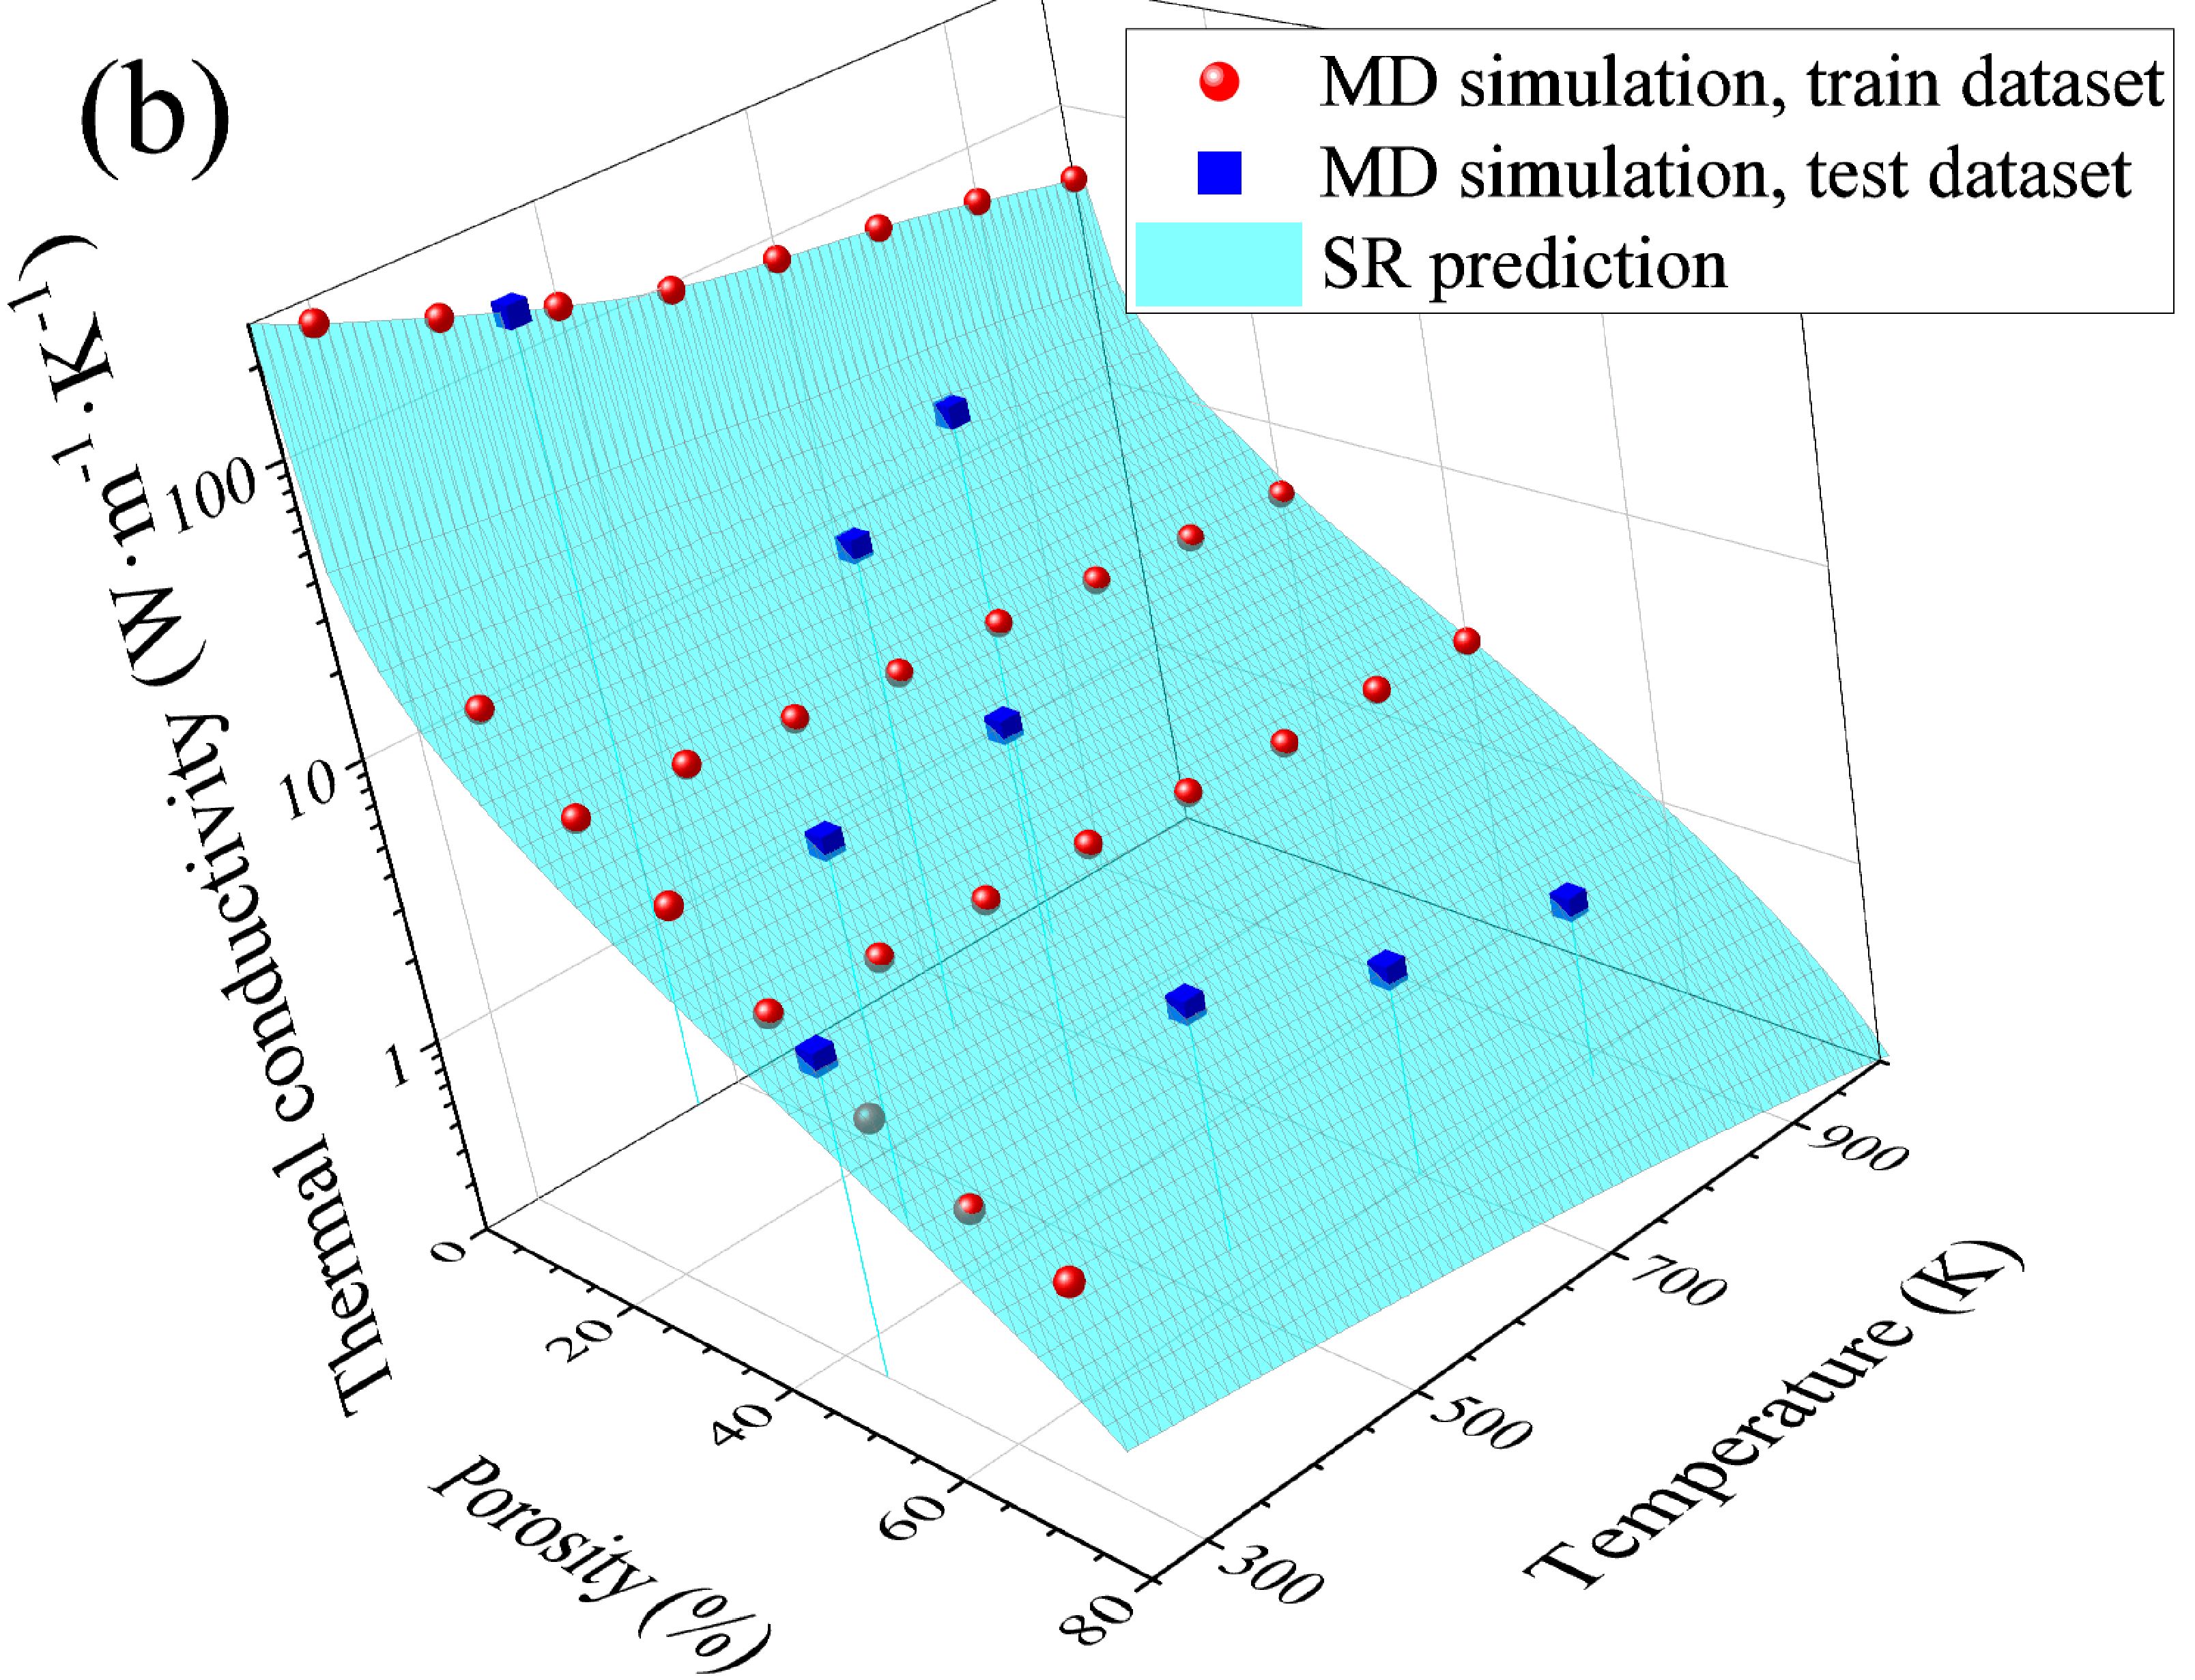 (b)
MD simulation, train dataset
MD simulation, test dataset
SR prediction
Thermal conductivity (W·m⁻¹·K⁻¹)
100
10
1
0
20
40
60
80
Porosity (%)
300
500
700
900
Temperature (K)